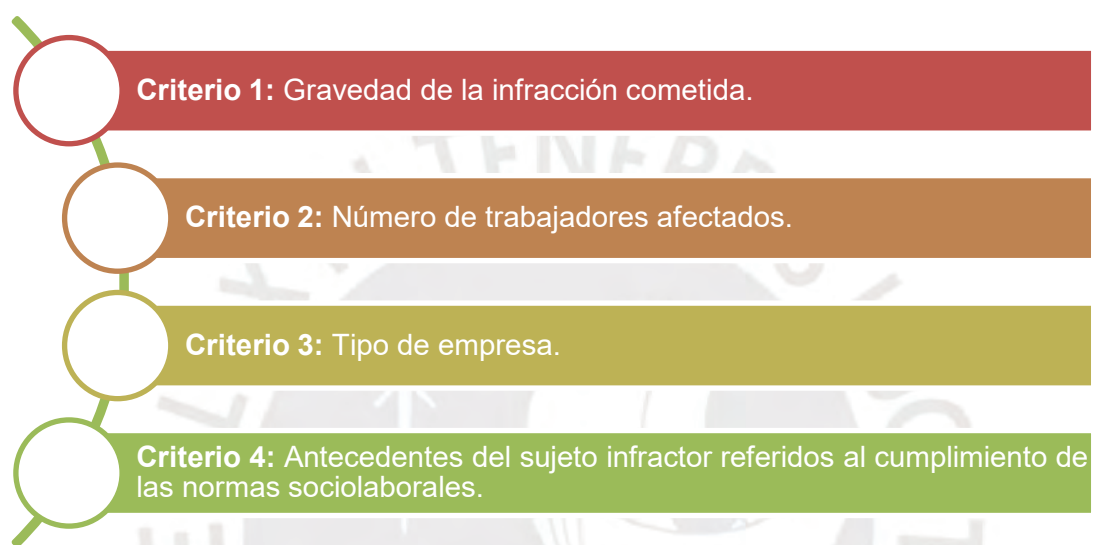 Criterio 1: Gravedad de la infracción cometida.
Criterio 2: Número de trabajadores afectados.
Criterio 3: Tipo de empresa.
Criterio 4: Antecedentes del sujeto infractor referidos al cumplimiento de
las normas sociolaborales.